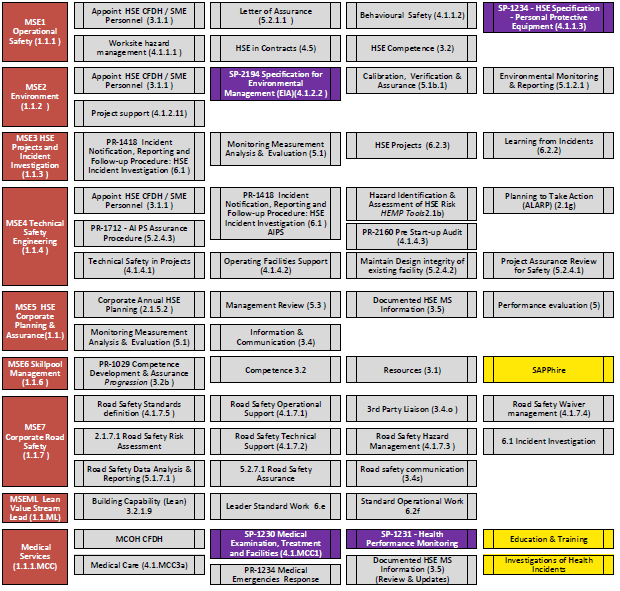 MSE1
Operational
Safety (1.1.1 )
Appoint HSE CFDH / SME
Personnel (3.1.1 )
Letter of Assurance
(5.2.1.1 )
Behavioural Safety (4.1.1.2)
SP-1234 - HSE Specification
- Personal Protective
Equipment (4.1.1.3)
Worksite hazard
management (4.1.1.1 )
HSE in Contracts (4.5)
HSE Competence (3.2)
MSE2
Environment
(1.1.2 )
Appoint HSE CFDH / SME
Personnel (3.1.1 )
SP-2194 Specification for
Environmental
Management (EIA)(4.1.2.2 )
Calibration, Verification &
Assurance (5.1b.1)
Environmental Monitoring
& Reporting (5.1.2.1 )
Project support (4.1.2.11)
MSE3 HSE
Projects and
Incident
Investigation
(1.1.3 )
PR-1418 Incident
Notification, Reporting and
Follow-up Procedure: HSE
Incident Investigation (6.1 )
Monitoring Measurement
Analysis & Evaluation (5.1)
HSE Projects (6.2.3)
Learning from Incidents
(6.2.2)
MSE4 Technical
Safety
Engineering
(1.1.4 )
Appoint HSE CFDH / SME
Personnel (3.1.1 )
PR-1418 Incident
Notification, Reporting and
Follow-up Procedure: HSE
Incident Investigation (6.1 )
AIPS
Hazard Identification &
Assessment of HSE Risk
HEMP Tools2.1b)
Planning to Take Action
(ALARP) (2.1g)
PR-1712 - AI PS Assurance
Procedure (5.2.4.3)
PR-2160 Pre Start-up Audit
(4.1.4.3)
Technical Safety in Projects
(4.1.4.1)
Operating Facilities Support
(4.1.4.2)
Maintain Design integrity of
existing facility (5.2.4.2)
Project Assurance Review
for Safety (5.2.4.1)
MSE5 HSE
Corporate
Planning &
Assurance(1.1.)
Corporate Annual HSE
Planning (2.1.5.2 )
Management Review (5.3 )
Documented HSE MS
Information (3.5)
Performance evaluation (5)
Monitoring Measurement
Analysis & Evaluation (5.1)
Information &
Communication (3.4)
MSE6 Skillpool
Management
(1.1.6 )
PR-1029 Competence
Development & Assurance
Progression (3.2b )
Competence 3.2
Resources (3.1)
SAPPhire
MSE7
Corporate Road
Safety
(1.1.7 )
Road Safety Standards
definition (4.1.7.5 )
Road Safety Operational
Support (4.1.7.1)
3rd Party Liaison (3.4.o )
Road Safety Waiver
management (4.1.7.4)
2.1.7.1 Road Safety Risk
Assessment
Road Safety Technical
Support (4.1.7.2)
Road Safety Hazard
Management (4.1.7.3 )
6.1 Incident Investigation
Road Safety Data Analysis &
Reporting (5.1.7.1 )
5.2.7.1 Road Safety
Assurance
Road safety communication
(3.4s)
MSEML Lean
Value Stream
Lead (1.1.ML)
Building Capability (Lean)
3.2.1.9
Leader Standard Work 6.e
Standard Operational Work
6.2f
Medical
Services
(1.1.1.MCC)
MCOH CFDH
SP-1230 Medical
Examination, Treatment
and Facilities (4.1.MCC1)
SP-1231 - Health
Performance Monitoring
Education & Training
Medical Care (4.1.MCC3a)
PR-1234 Medical
Emergencies Response
Documented HSE MS
Information (3.5)
(Review & Updates)
Investigations of Health
Incidents